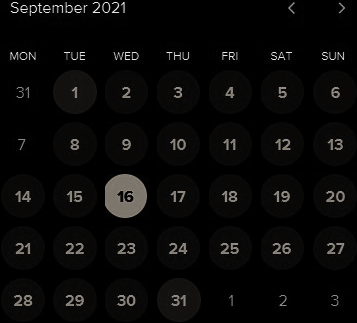 September 2021
MON TUE WED THU FRI SAT SUN
31 1 2 3 4 5 6
7 8 9 10 11 12 13
14 15 16 17 18 19 20
21 22 23 24 25 26 27
28 29 30 31 1 2 3